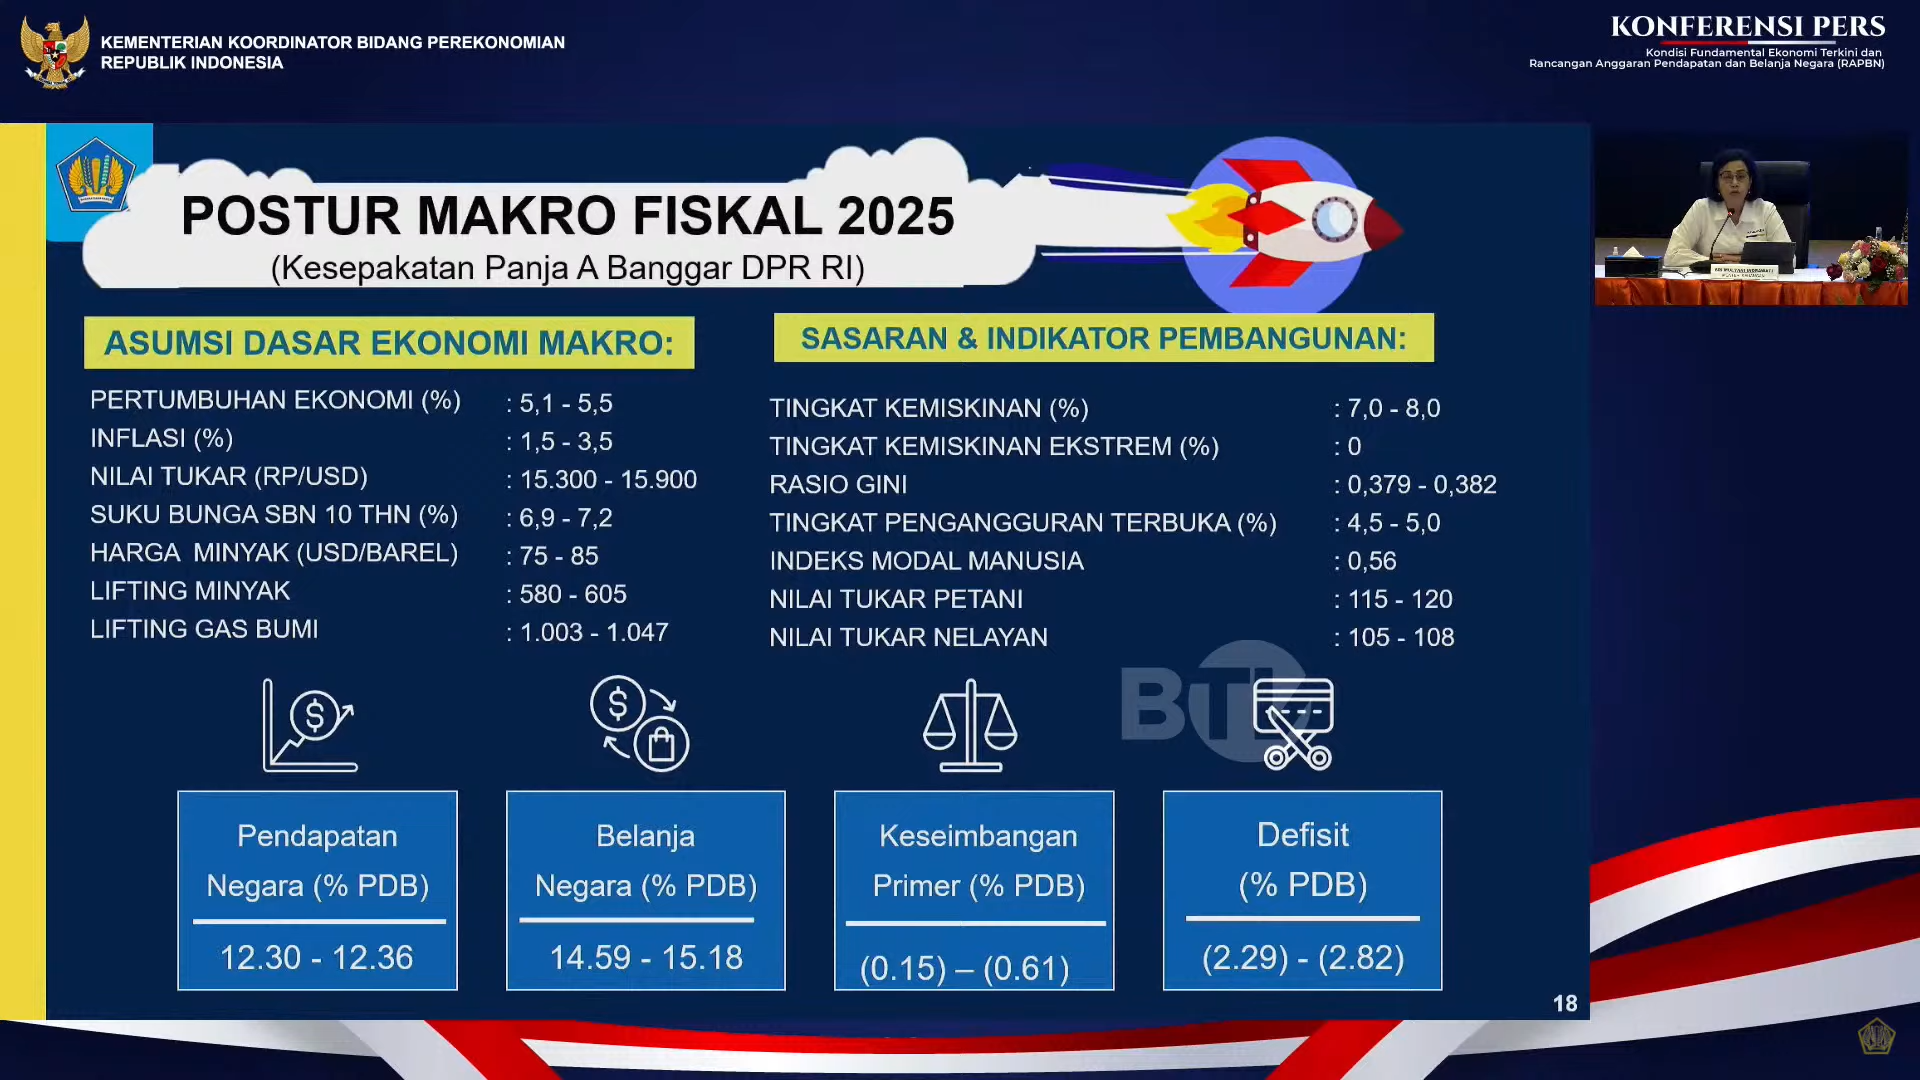 KEMENTERIAN KOORDINATOR BIDANG PEREKONOMIAN
REPUBLIK INDONESIA
KONFERENSI PERS
Kondisi Fundamental Ekonomi Terkini dan
Rancangan Anggaran Pendapatan dan Belanja Negara (RAPBN)
POSTUR MAKRO FISKAL 2025
(Kesepakatan Panja A Banggar DPR RI)
SRI MULYANI INDRAWATI
ASUMSI DASAR EKONOMI MAKRO:
PERTUMBUHAN EKONOMI (%) : 5,1 - 5,5
INFLASI (%) : 1,5 - 3,5
NILAI TUKAR (RP/USD) : 15.300 - 15.900
SUKU BUNGA SBN 10 THN (%) : 6,9 - 7,2
HARGA MINYAK (USD/BAREL) : 75 - 85
LIFTING MINYAK : 580 - 605
LIFTING GAS BUMI : 1.003 - 1.047
SASARAN & INDIKATOR PEMBANGUNAN:
TINGKAT KEMISKINAN (%) : 7,0 - 8,0
TINGKAT KEMISKINAN EKSTREM (%) : 0
RASIO GINI : 0,379 - 0,382
TINGKAT PENGANGGURAN TERBUKA (%) : 4,5 - 5,0
INDEKS MODAL MANUSIA : 0,56
NILAI TUKAR PETANI : 115 - 120
NILAI TUKAR NELAYAN : 105 - 108
Pendapatan
Negara (% PDB)
12.30 - 12.36
Belanja
Negara (% PDB)
14.59 - 15.18
Keseimbangan
Primer (% PDB)
(0.15) – (0.61)
Defisit
(% PDB)
(2.29) - (2.82)
18